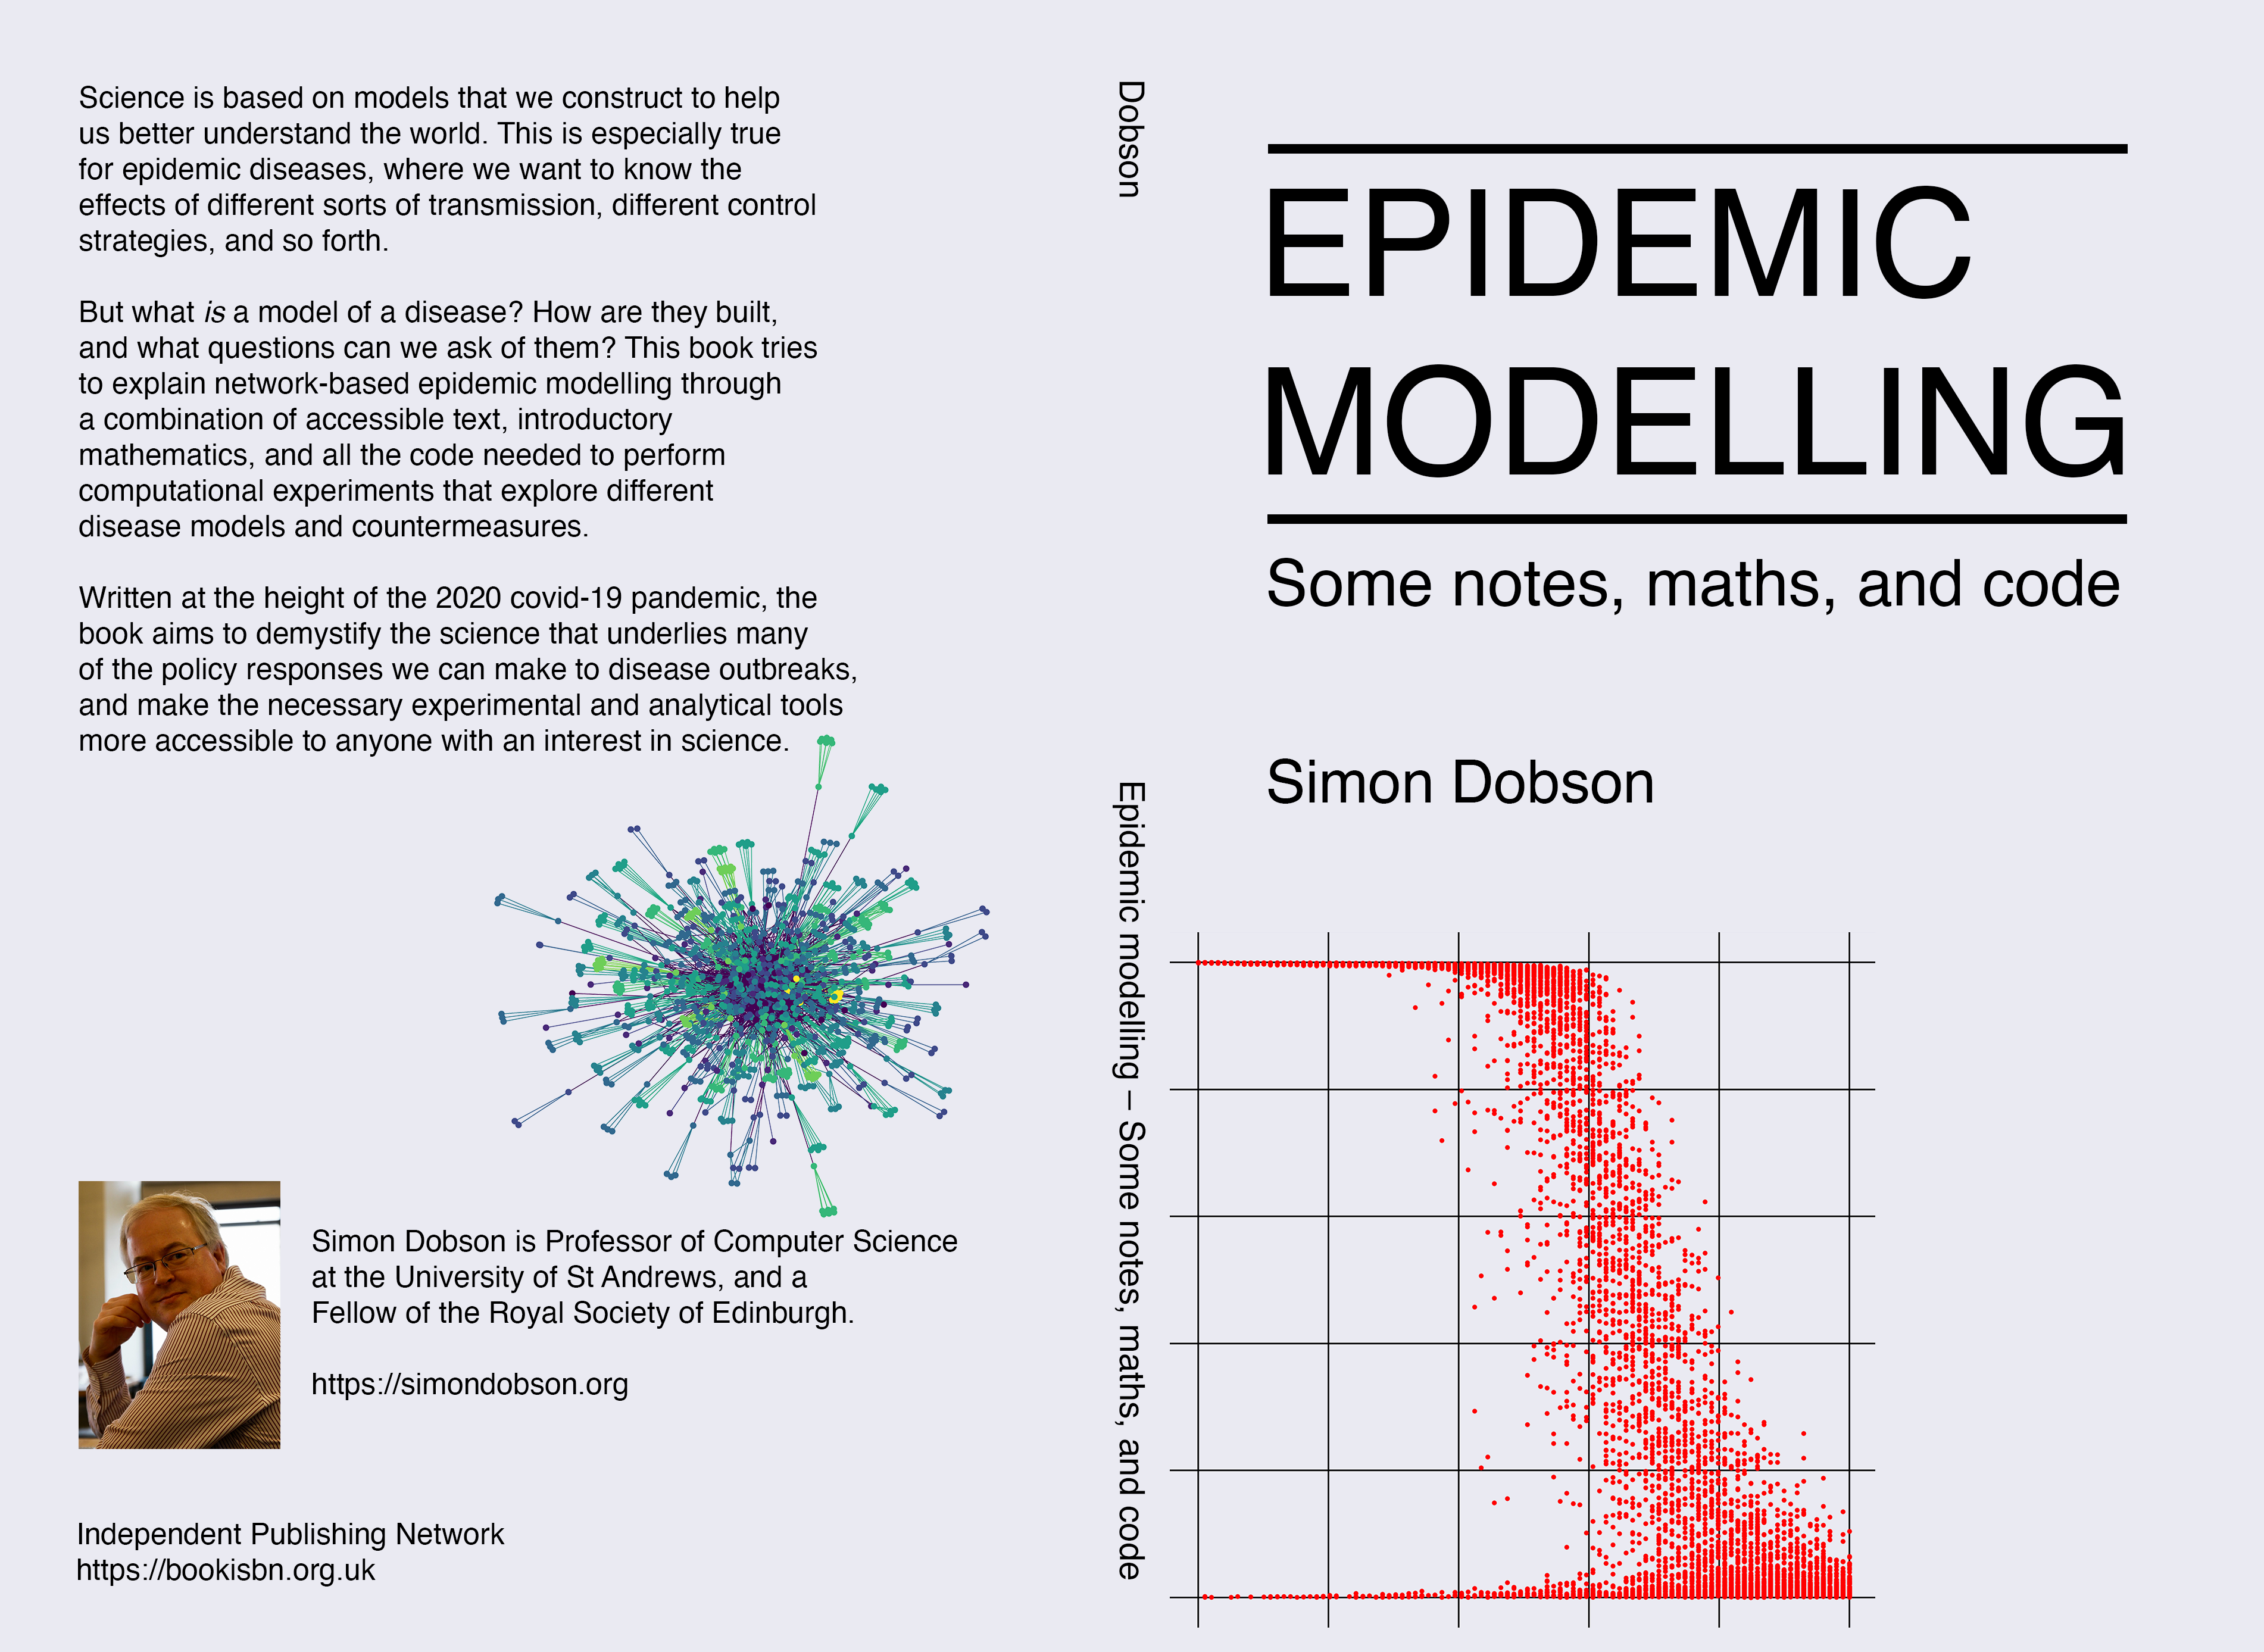 Science is based on models that we construct to help
us better understand the world. This is especially true
for epidemic diseases, where we want to know the
effects of different sorts of transmission, different control
strategies, and so forth.
But what is a model of a disease? How are they built,
and what questions can we ask of them? This book tries
to explain network-based epidemic modelling through
a combination of accessible text, introductory
mathematics, and all the code needed to perform
computational experiments that explore different
disease models and countermeasures.
Written at the height of the 2020 covid-19 pandemic, the
book aims to demystify the science that underlies many
of the policy responses we can make to disease outbreaks,
and make the necessary experimental and analytical tools
more accessible to anyone with an interest in science.
Simon Dobson is Professor of Computer Science
at the University of St Andrews, and a
Fellow of the Royal Society of Edinburgh.
https://simondobson.org
Independent Publishing Network
https://bookisbn.org.uk
Dobson
Epidemic modelling – Some notes, maths, and code
EPIDEMIC
MODELLING
Some notes, maths, and code
Simon Dobson